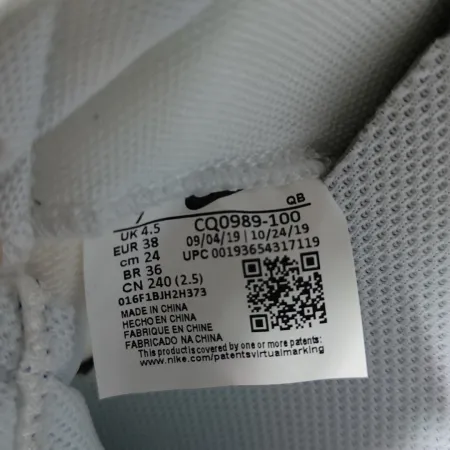 7 QB
UK 4.5 CQ0989-100
EUR 38 09/04/19 | 10/24/19
cm 24 UPC 00193654317119
BR 36
CN 240 (2.5)
016F1BJH2H373
MADE IN CHINA
HECHO EN CHINA
FABRIQUE EN CHINE
FABRICADO NA CHINA
This product is covered by one or more patents:
www.nike.com/patentsvirtualmarking